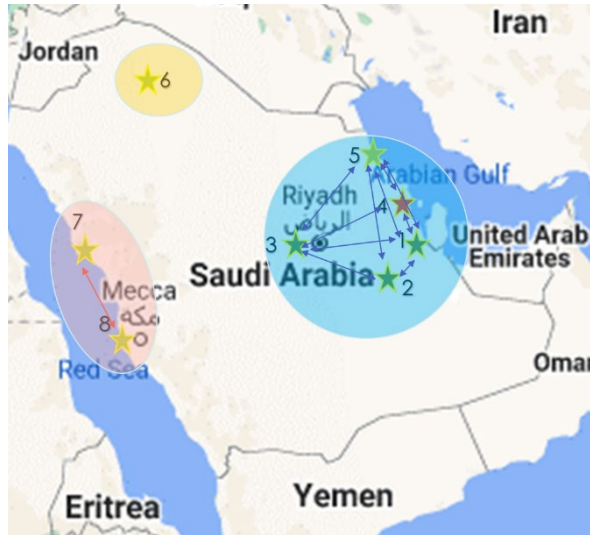 Iran
Jordan
6
5
Arabian Gulf
Riyadh
الرياض
4
7
3
1
United Arab
Emirates
Saudi Arabia
2
Mecca
مكة
8
Red Sea
Oman
Yemen
Eritrea